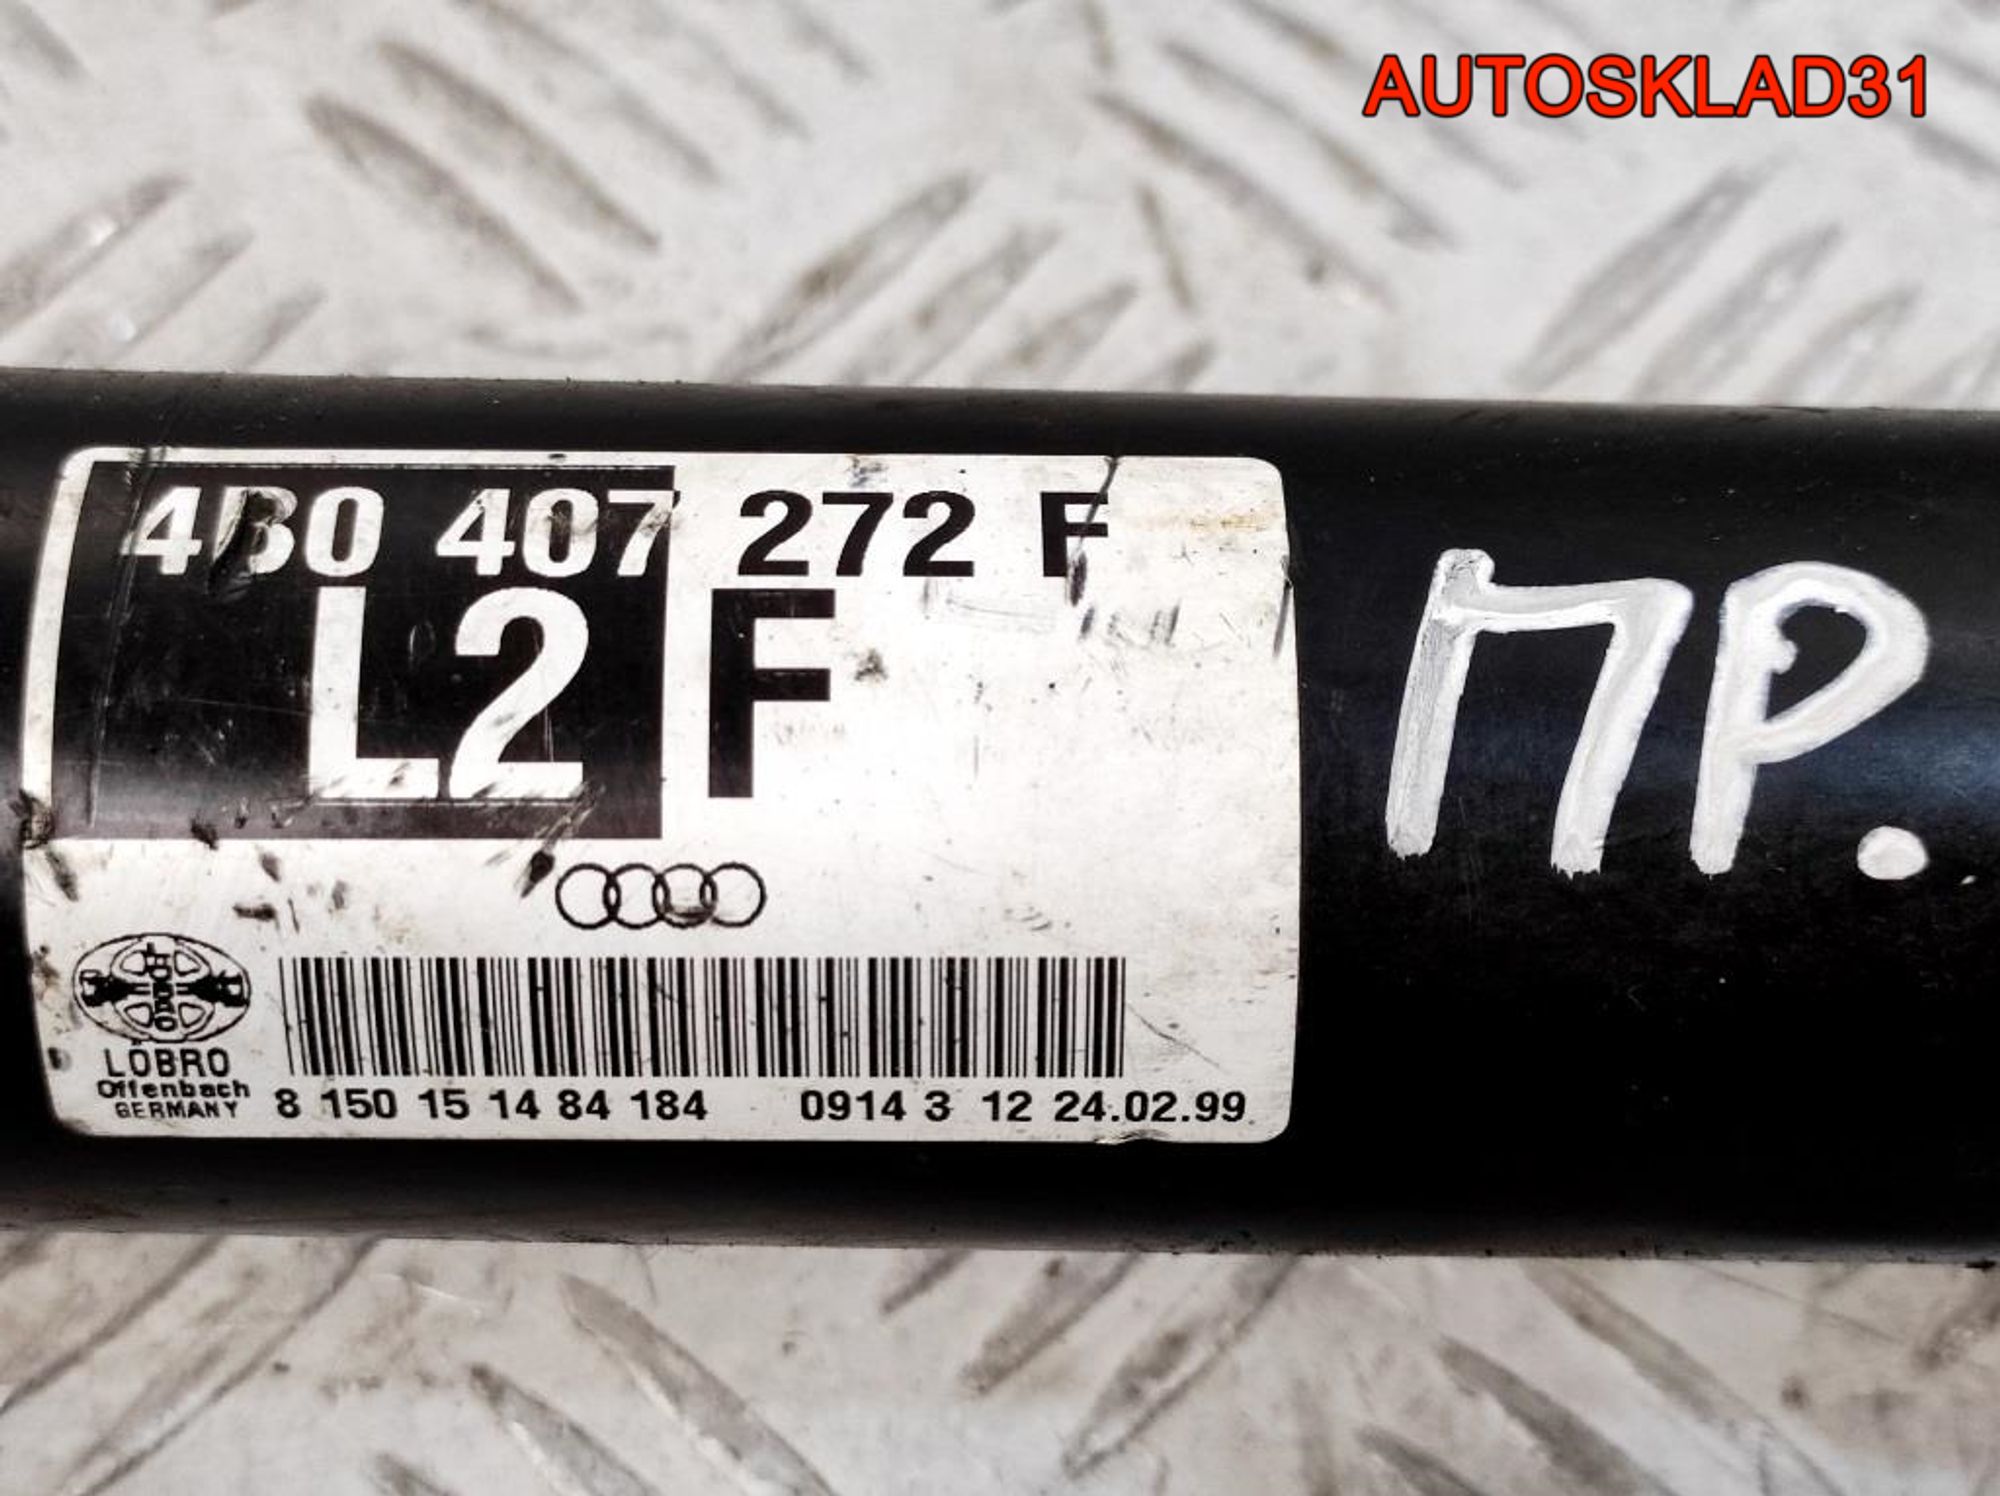 AUTOSKLAD31
4B0 407 272 F
L2 F
ПР.
LÖBRO
LÖBRO
Offenbach
GERMANY
8 150 15 14 84 184 0914 3 12 24.02.99